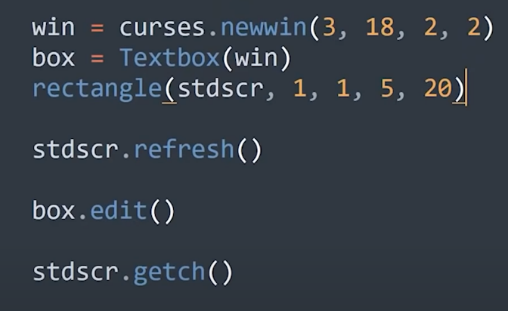 win = curses.newwin(3, 18, 2, 2)
box = Textbox(win)
rectangle(stdscr, 1, 1, 5, 20)
stdscr.refresh()
box.edit()
stdscr.getch()